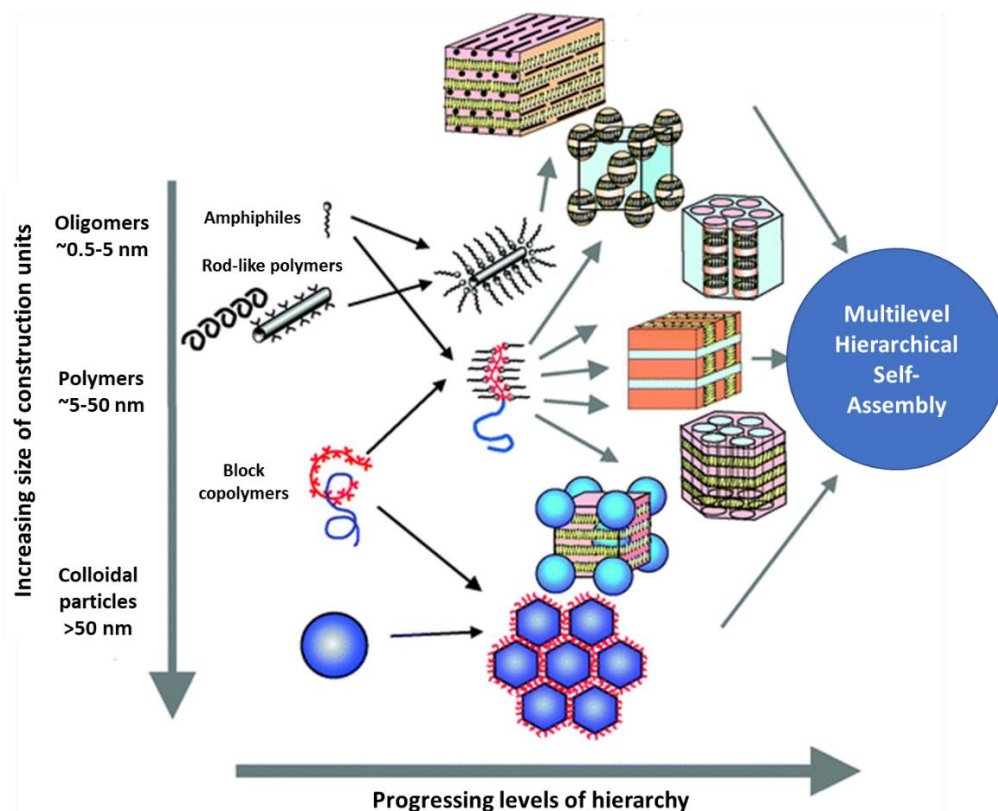 Increasing size of construction units
Oligomers
~0.5-5 nm
Polymers
~5-50 nm
Colloidal
particles
>50 nm
Amphiphiles
Rod-like polymers
Block
copolymers
Multilevel
Hierarchical
Self-
Assembly
Progressing levels of hierarchy